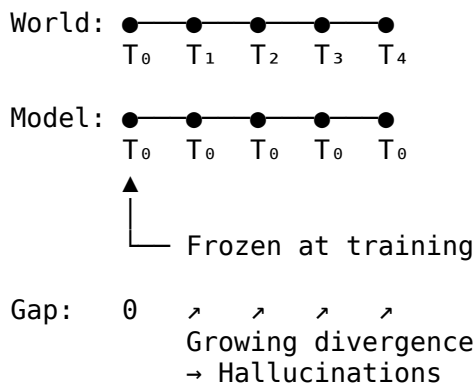 World: ●───●───●───●───●
T₀ T₁ T₂ T₃ T₄
Model: ●───●───●───●───●
T₀ T₀ T₀ T₀ T₀
▲
└── Frozen at training
Gap: 0 ↗ ↗ ↗ ↗
Growing divergence
→ Hallucinations